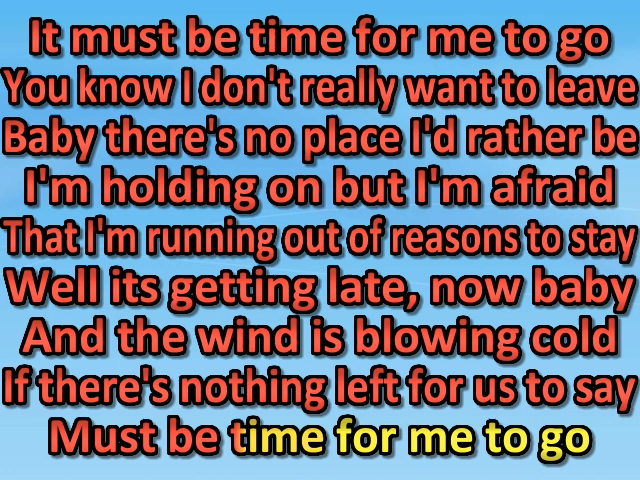 It must be time for me to go
You know I don't really want to leave
Baby there's no place I'd rather be
I'm holding on but I'm afraid
That I'm running out of reasons to stay
Well its getting late, now baby
And the wind is blowing cold
If there's nothing left for us to say
Must be time for me to go